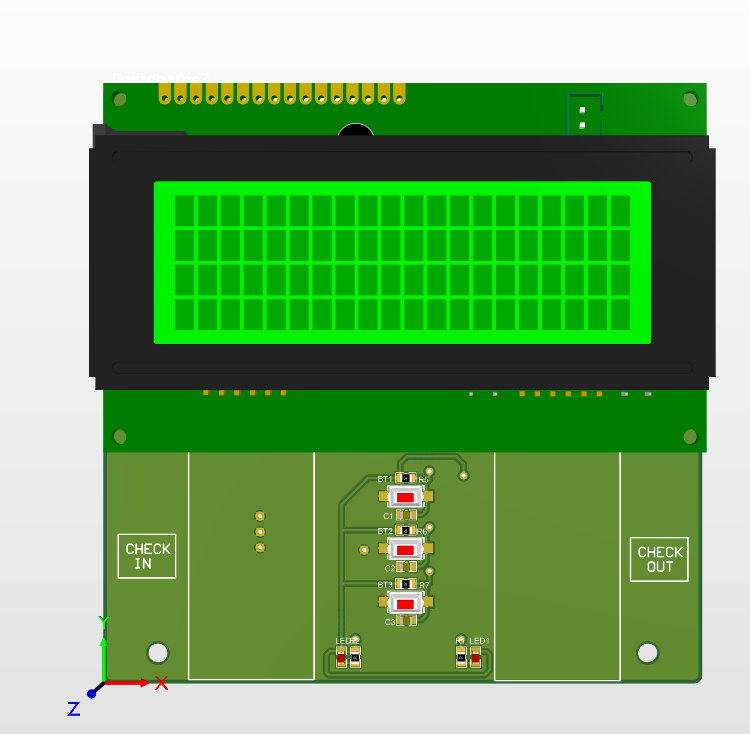 BT1 R5
C1
BT2 R6
CHECK
IN
CHECK
OUT
C2
BT3 R7
C3
LED2
R1 LED1
Y
X
Z